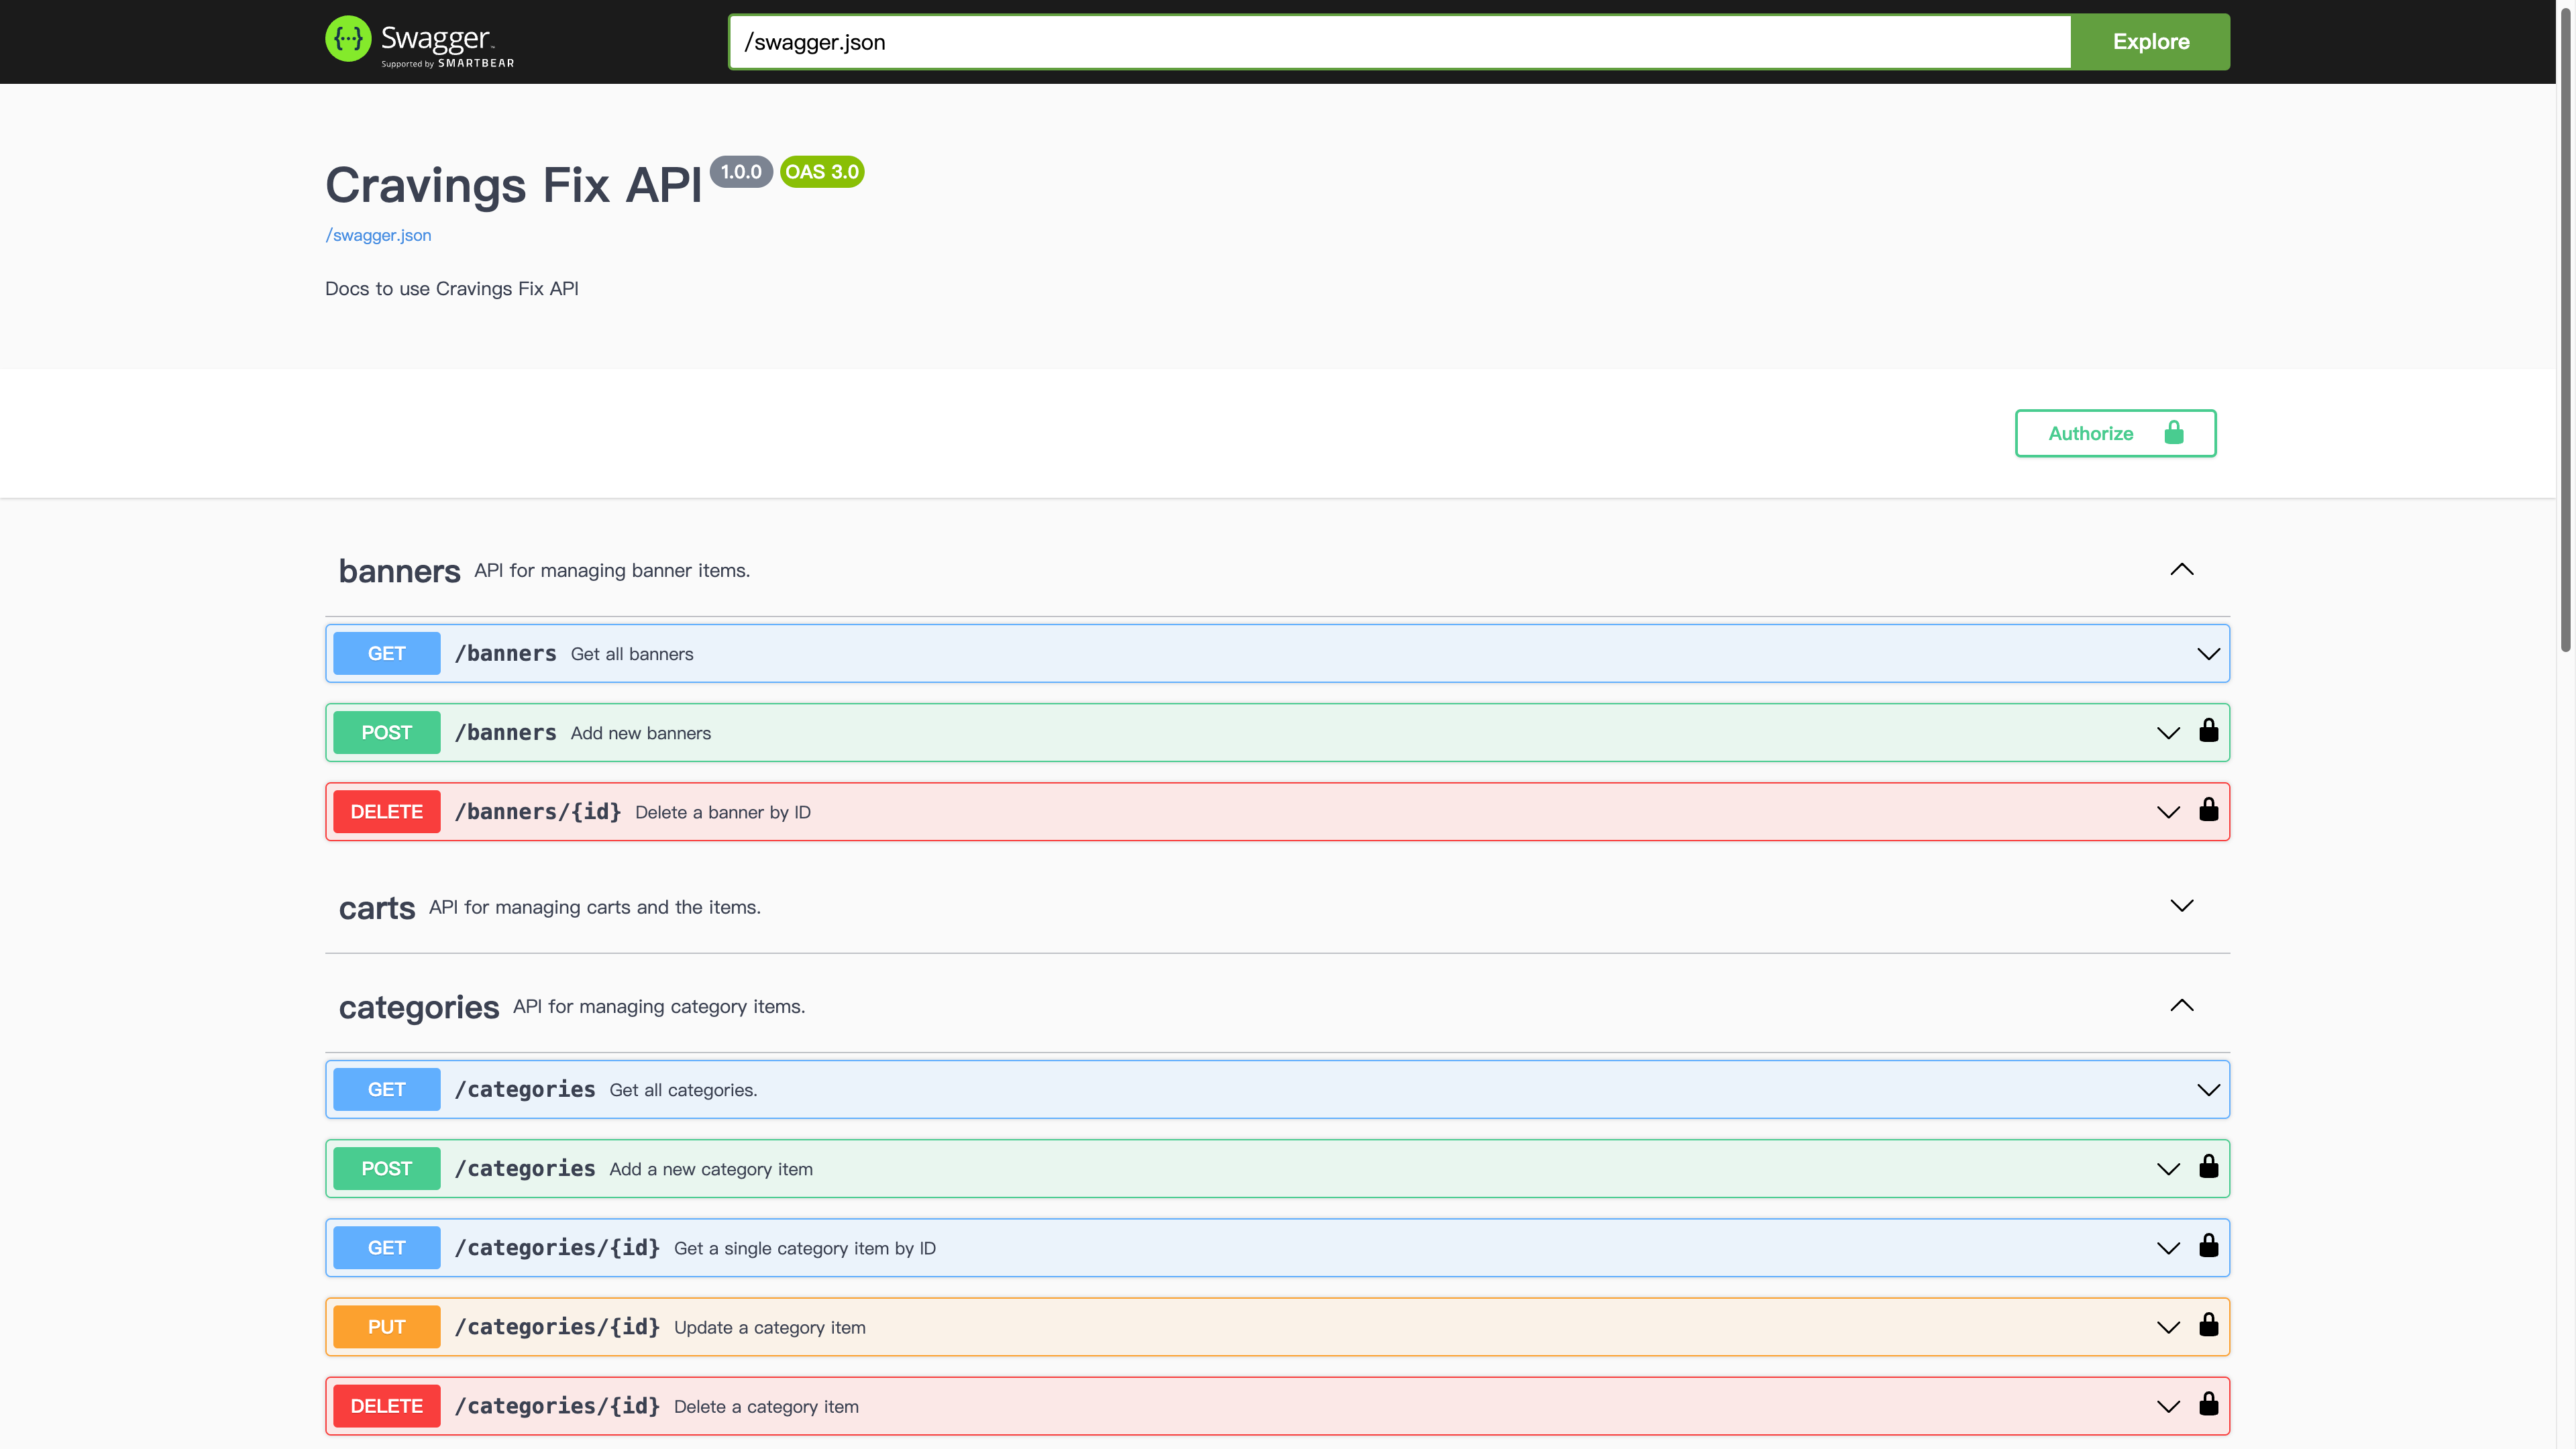 {···} Swagger™
Supported by SMARTBEAR
/swagger.json
Explore
Cravings Fix API 1.0.0 OAS 3.0
/swagger.json
Docs to use Cravings Fix API
Authorize
banners API for managing banner items.
GET /banners Get all banners
POST /banners Add new banners
DELETE /banners/{id} Delete a banner by ID
carts API for managing carts and the items.
categories API for managing category items.
GET /categories Get all categories.
POST /categories Add a new category item
GET /categories/{id} Get a single category item by ID
PUT /categories/{id} Update a category item
DELETE /categories/{id} Delete a category item